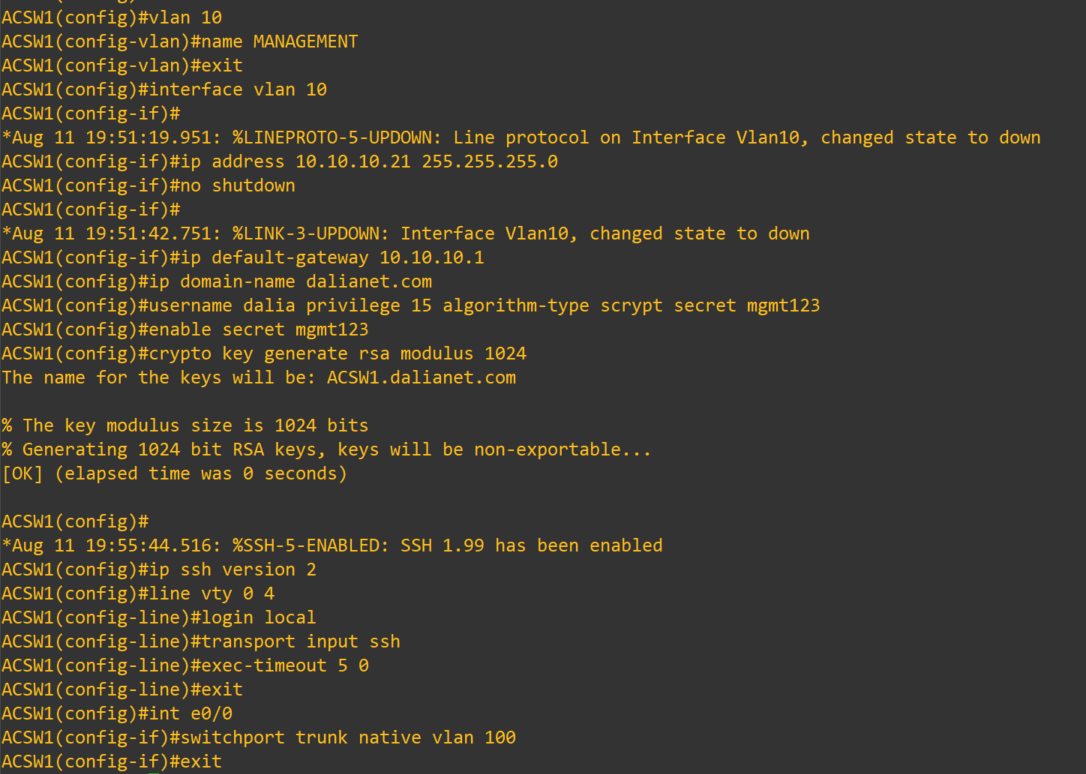 ACSW1(config)#vlan 10
ACSW1(config-vlan)#name MANAGEMENT
ACSW1(config-vlan)#exit
ACSW1(config)#interface vlan 10
ACSW1(config-if)#
*Aug 11 19:51:19.951: %LINEPROTO-5-UPDOWN: Line protocol on Interface Vlan10, changed state to down
ACSW1(config-if)#ip address 10.10.10.21 255.255.255.0
ACSW1(config-if)#no shutdown
ACSW1(config-if)#
*Aug 11 19:51:42.751: %LINK-3-UPDOWN: Interface Vlan10, changed state to down
ACSW1(config-if)#ip default-gateway 10.10.10.1
ACSW1(config)#ip domain-name dalianet.com
ACSW1(config)#username dalia privilege 15 algorithm-type scrypt secret mgmt123
ACSW1(config)#enable secret mgmt123
ACSW1(config)#crypto key generate rsa modulus 1024
The name for the keys will be: ACSW1.dalianet.com
% The key modulus size is 1024 bits
% Generating 1024 bit RSA keys, keys will be non-exportable...
[OK] (elapsed time was 0 seconds)
ACSW1(config)#
*Aug 11 19:55:44.516: %SSH-5-ENABLED: SSH 1.99 has been enabled
ACSW1(config)#ip ssh version 2
ACSW1(config)#line vty 0 4
ACSW1(config-line)#login local
ACSW1(config-line)#transport input ssh
ACSW1(config-line)#exec-timeout 5 0
ACSW1(config-line)#exit
ACSW1(config)#int e0/0
ACSW1(config-if)#switchport trunk native vlan 100
ACSW1(config-if)#exit